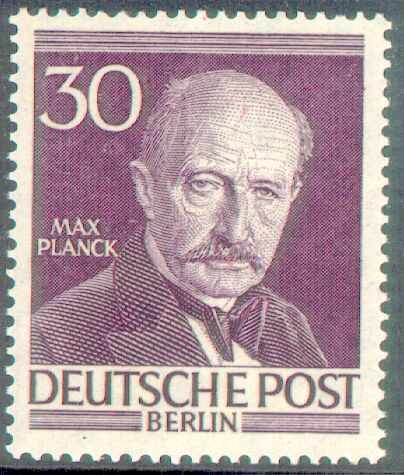 30
MAX
PLANCK
DEUTSCHE POST
BERLIN